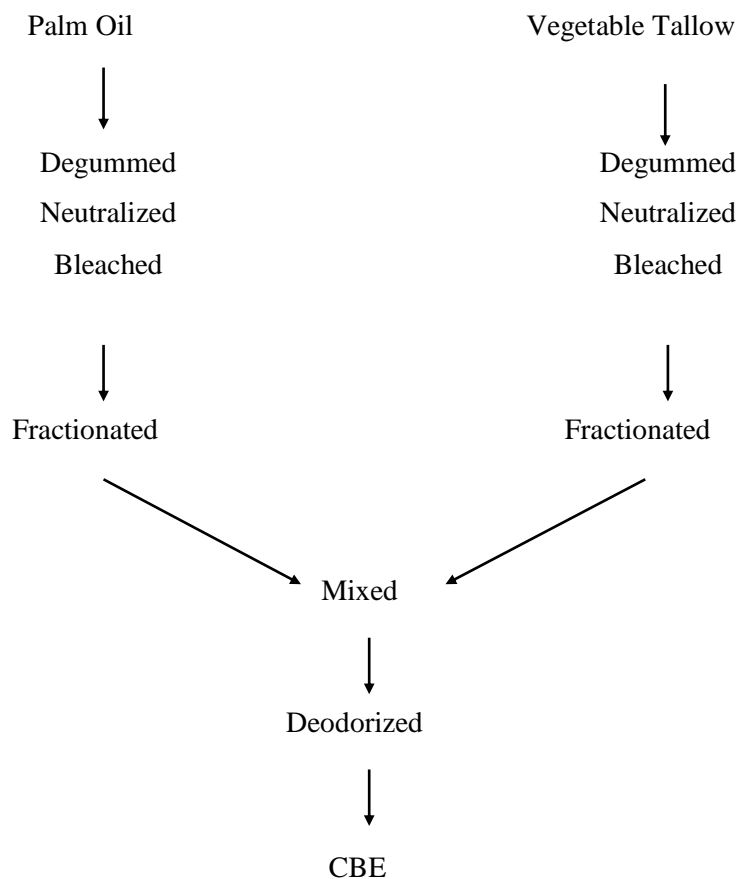 Palm Oil Vegetable Tallow
Degummed Degummed
Neutralized Neutralized
Bleached Bleached
Fractionated Fractionated
Mixed
Deodorized
CBE